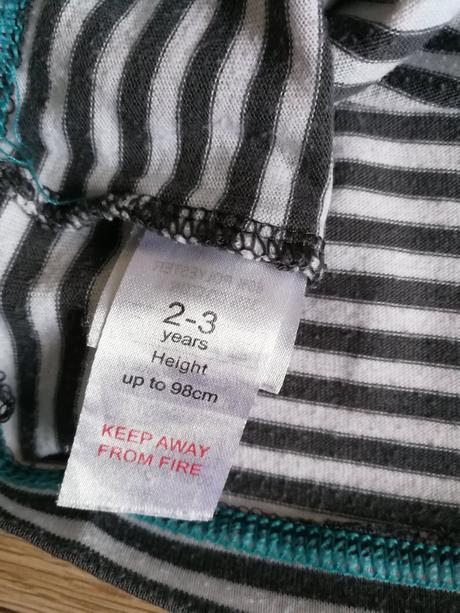 2-3
years
Height
up to 98cm
KEEP AWAY
FROM FIRE